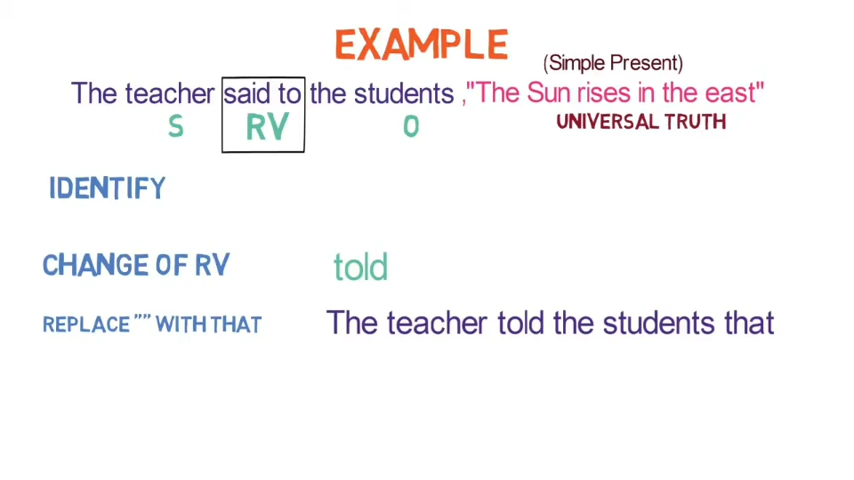 EXAMPLE
(Simple Present)
The teacher said to the students ,"The Sun rises in the east"
S RV O UNIVERSAL TRUTH
IDENTIFY
CHANGE OF RV told
REPLACE "" WITH THAT The teacher told the students that